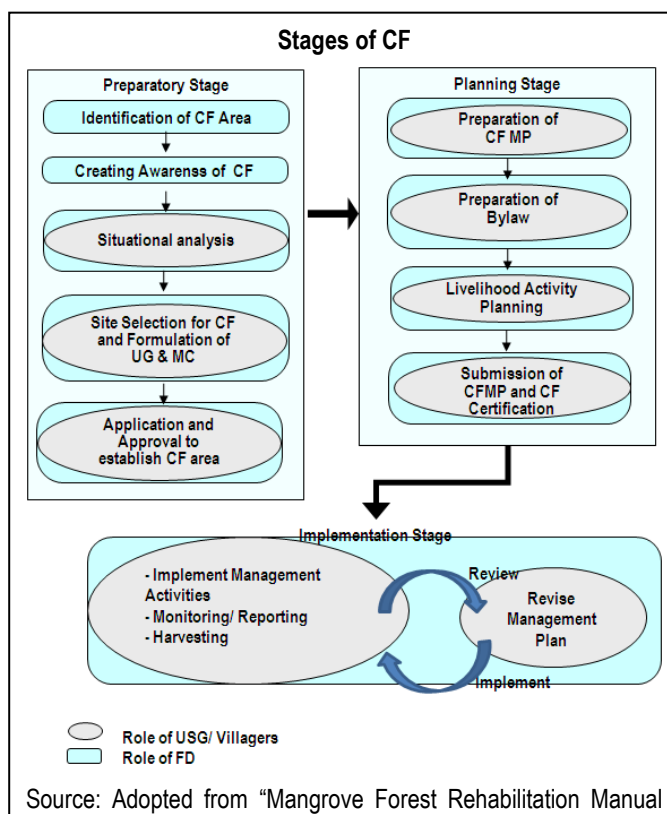 Stages of CF
Preparatory Stage
Identification of CF Area
Creating Awarenss of CF
Situational analysis
Site Selection for CF
and Formulation of
UG & MC
Application and
Approval to
establish CF area
Planning Stage
Preparation of
CF MP
Preparation of
Bylaw
Livelihood Activity
Planning
Submission of
CFMP and CF
Certification
Implementation Stage
- Implement Management
Activities
- Monitoring/ Reporting
- Harvesting
Review
Revise
Management
Plan
Implement
Role of USG/ Villagers
Role of FD
Source: Adopted from “Mangrove Forest Rehabilitation Manual